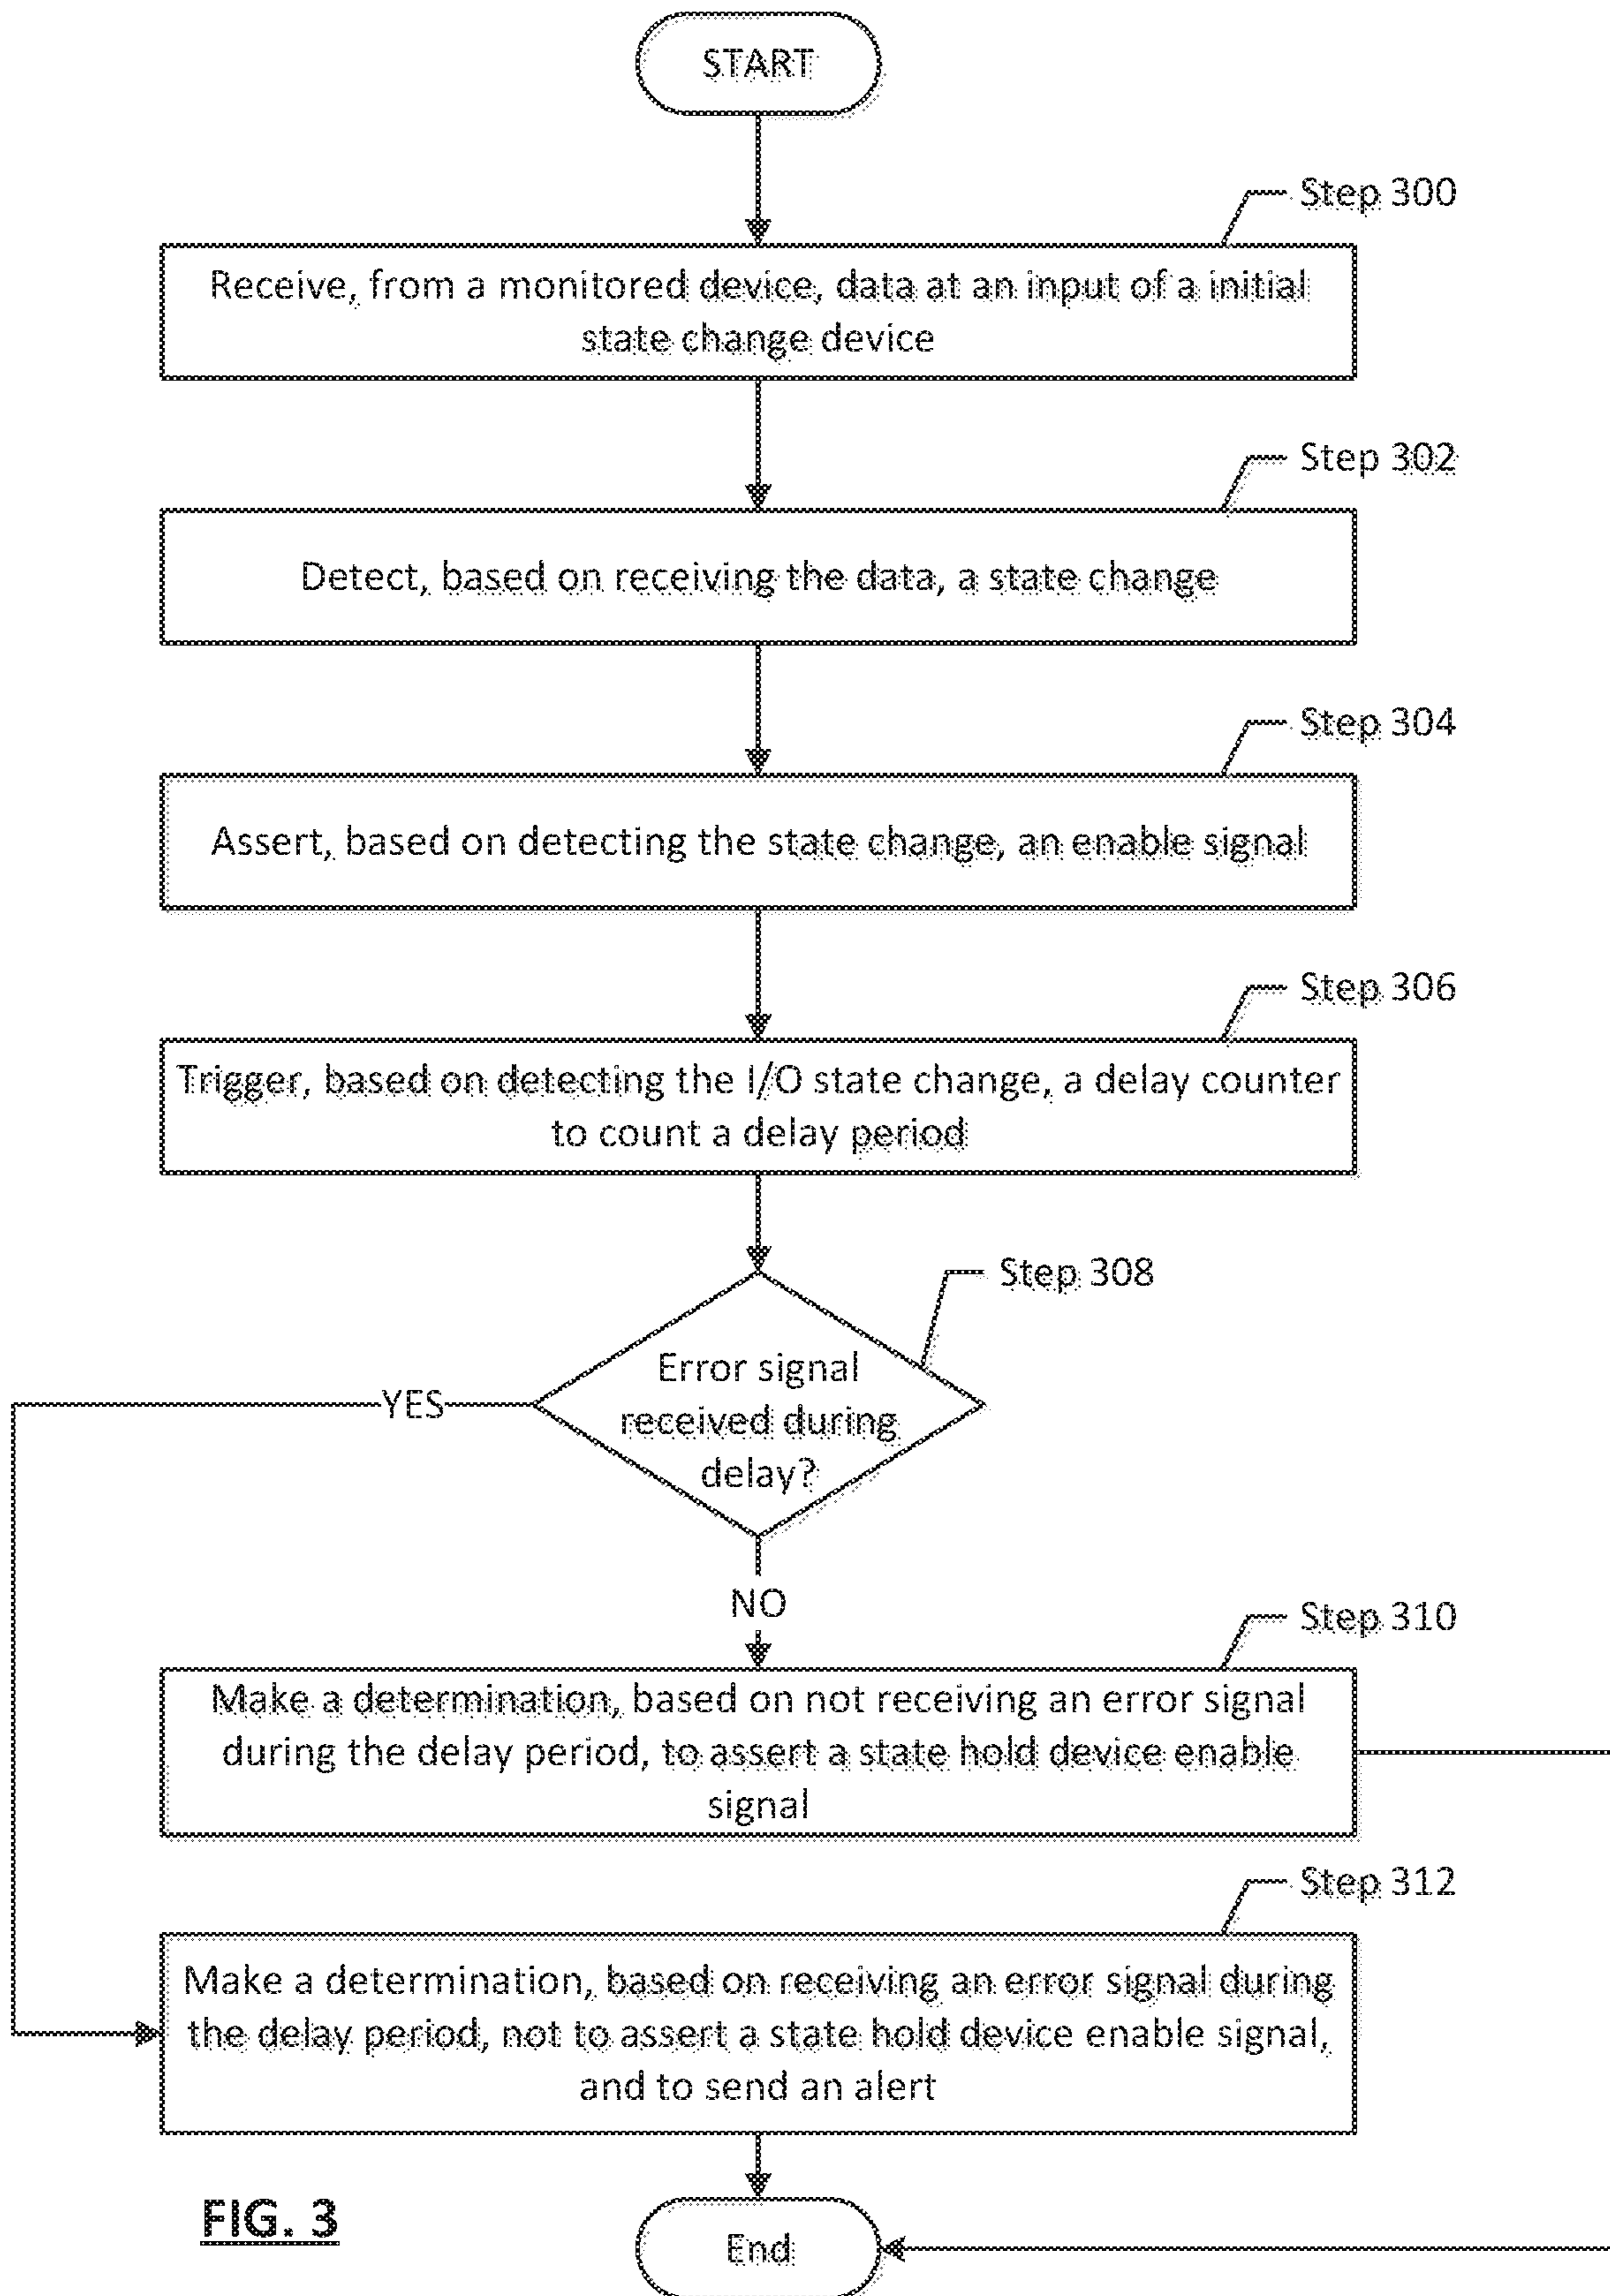 START
Step 300
Receive, from a monitored device, data at an input of a initial
state change device
Step 302
Detect, based on receiving the data, a state change
Step 304
Assert, based on detecting the state change, an enable signal
Step 306
Trigger, based on detecting the I/O state change, a delay counter
to count a delay period
Step 308
Error signal
received during
delay?
YES
NO
Step 310
Make a determination, based on not receiving an error signal
during the delay period, to assert a state hold device enable
signal
Step 312
Make a determination, based on receiving an error signal during
the delay period, not to assert a state hold device enable signal,
and to send an alert
End
FIG. 3